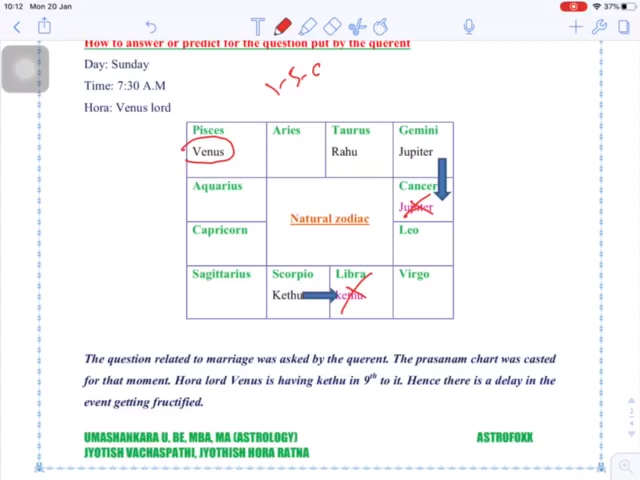 10:12 Mon 20 Jan
37%
How to answer or predict for the question put by the querent
Day: Sunday
Time: 7:30 A.M
Hora: Venus lord
Pisces Aries Taurus Gemini
Venus Rahu Jupiter
Aquarius Cancer
Jupiter
Natural zodiac
Capricorn Leo
Sagittarius Scorpio Libra Virgo
Kethu kethu
The question related to marriage was asked by the querent. The prasanam chart was casted
for that moment. Hora lord Venus is having kethu in 9th to it. Hence there is a delay in the
event getting fructified.
UMASHANKARA U, BE, MBA, MA (ASTROLOGY) ASTROFOXX
JYOTISH VACHASPATHI, JYOTHISH HORA RATNA
2
4